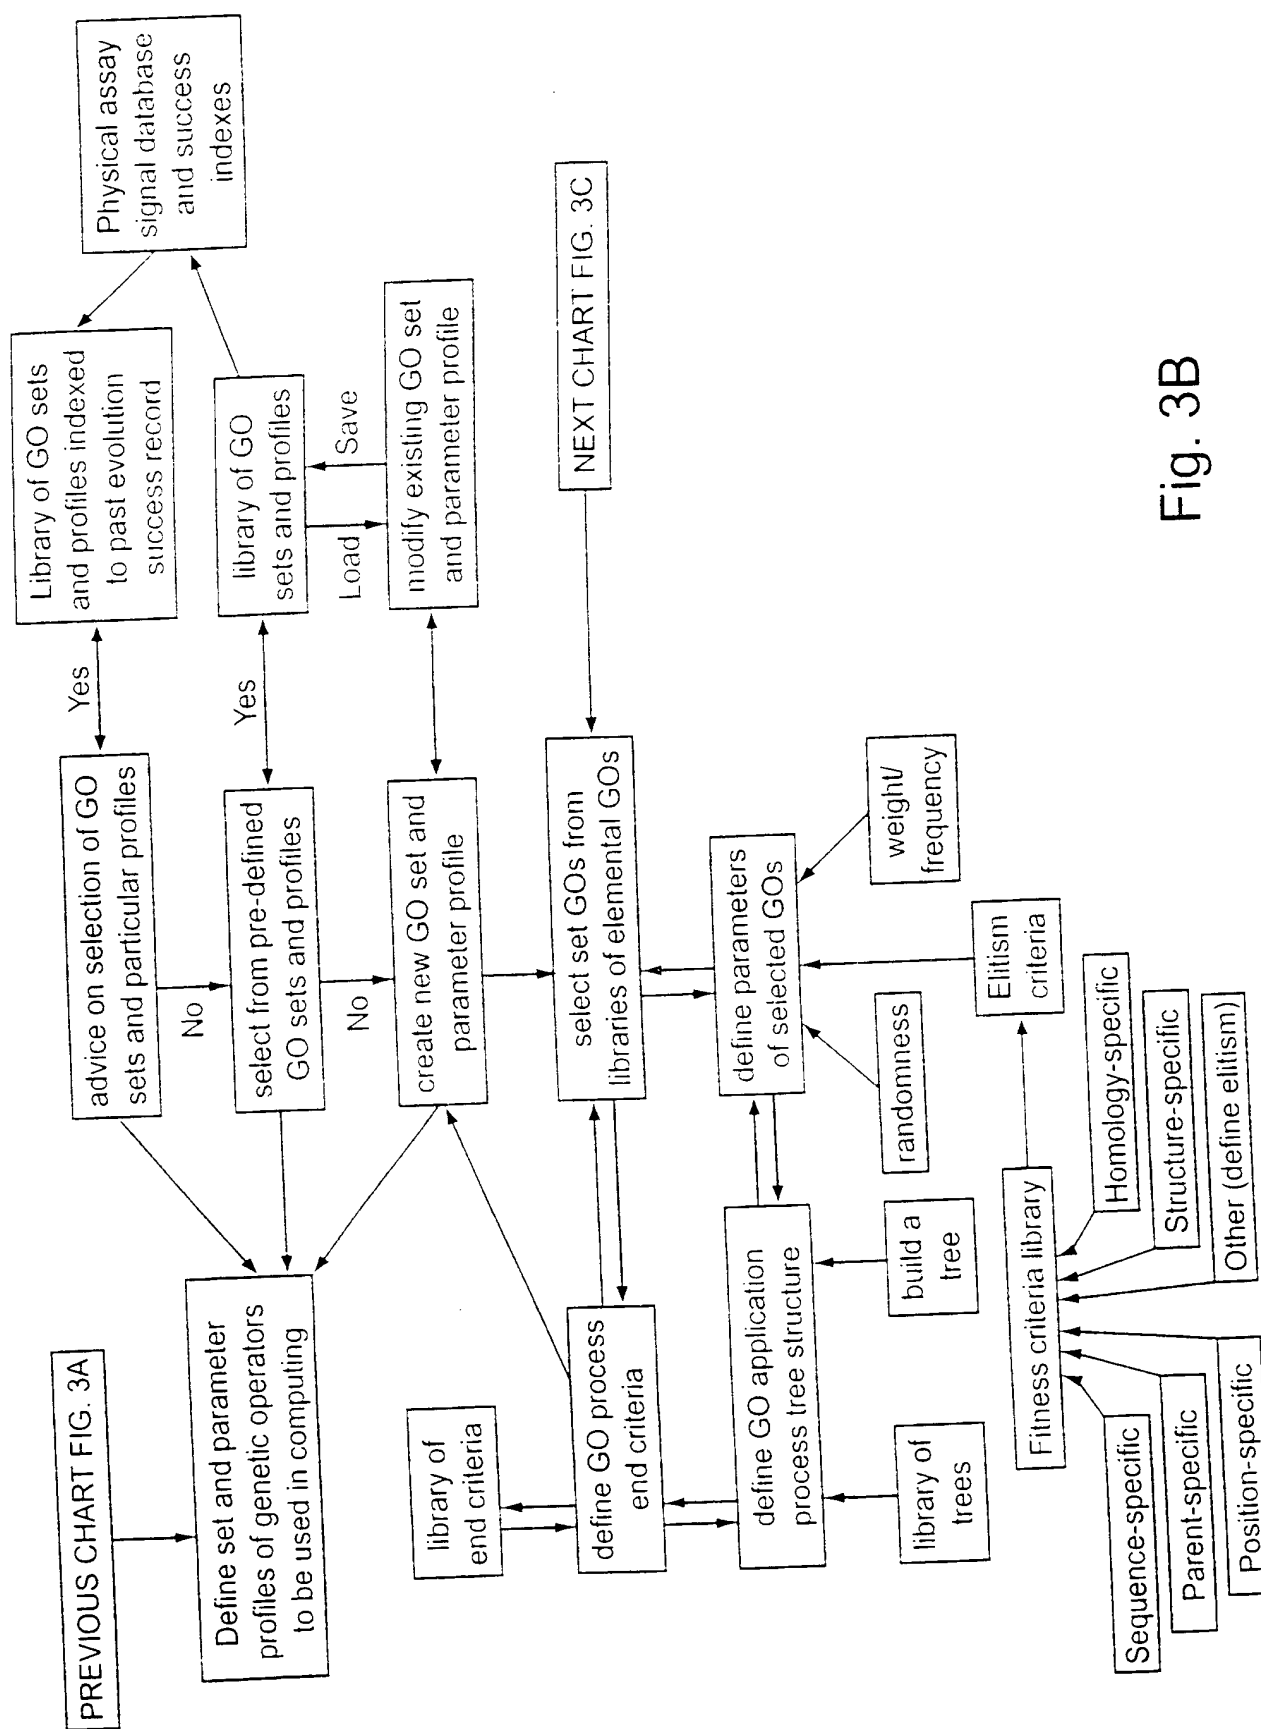 PREVIOUS CHART FIG. 3A
Define set and parameter
profiles of genetic operators
to be used in computing
advice on selection of GO
sets and particular profiles
Yes
Library of GO sets
and profiles indexed
to past evolution
success record
Physical assay
signal database
and success
indexes
No
select from pre-defined
GO sets and profiles
Yes
library of GO
sets and profiles
No
Load
Save
create new GO set and
parameter profile
modify existing GO set
and parameter profile
library of
end criteria
define GO process
end criteria
select set GOs from
libraries of elemental GOs
NEXT CHART FIG. 3C
define GO application
process tree structure
define parameters
of selected GOs
library of
trees
build a
tree
randomness
weight/
frequency
Elitism
criteria
Fitness criteria library
Sequence-specific
Parent-specific
Position-specific
Homology-specific
Structure-specific
Other (define elitism)
Fig. 3B